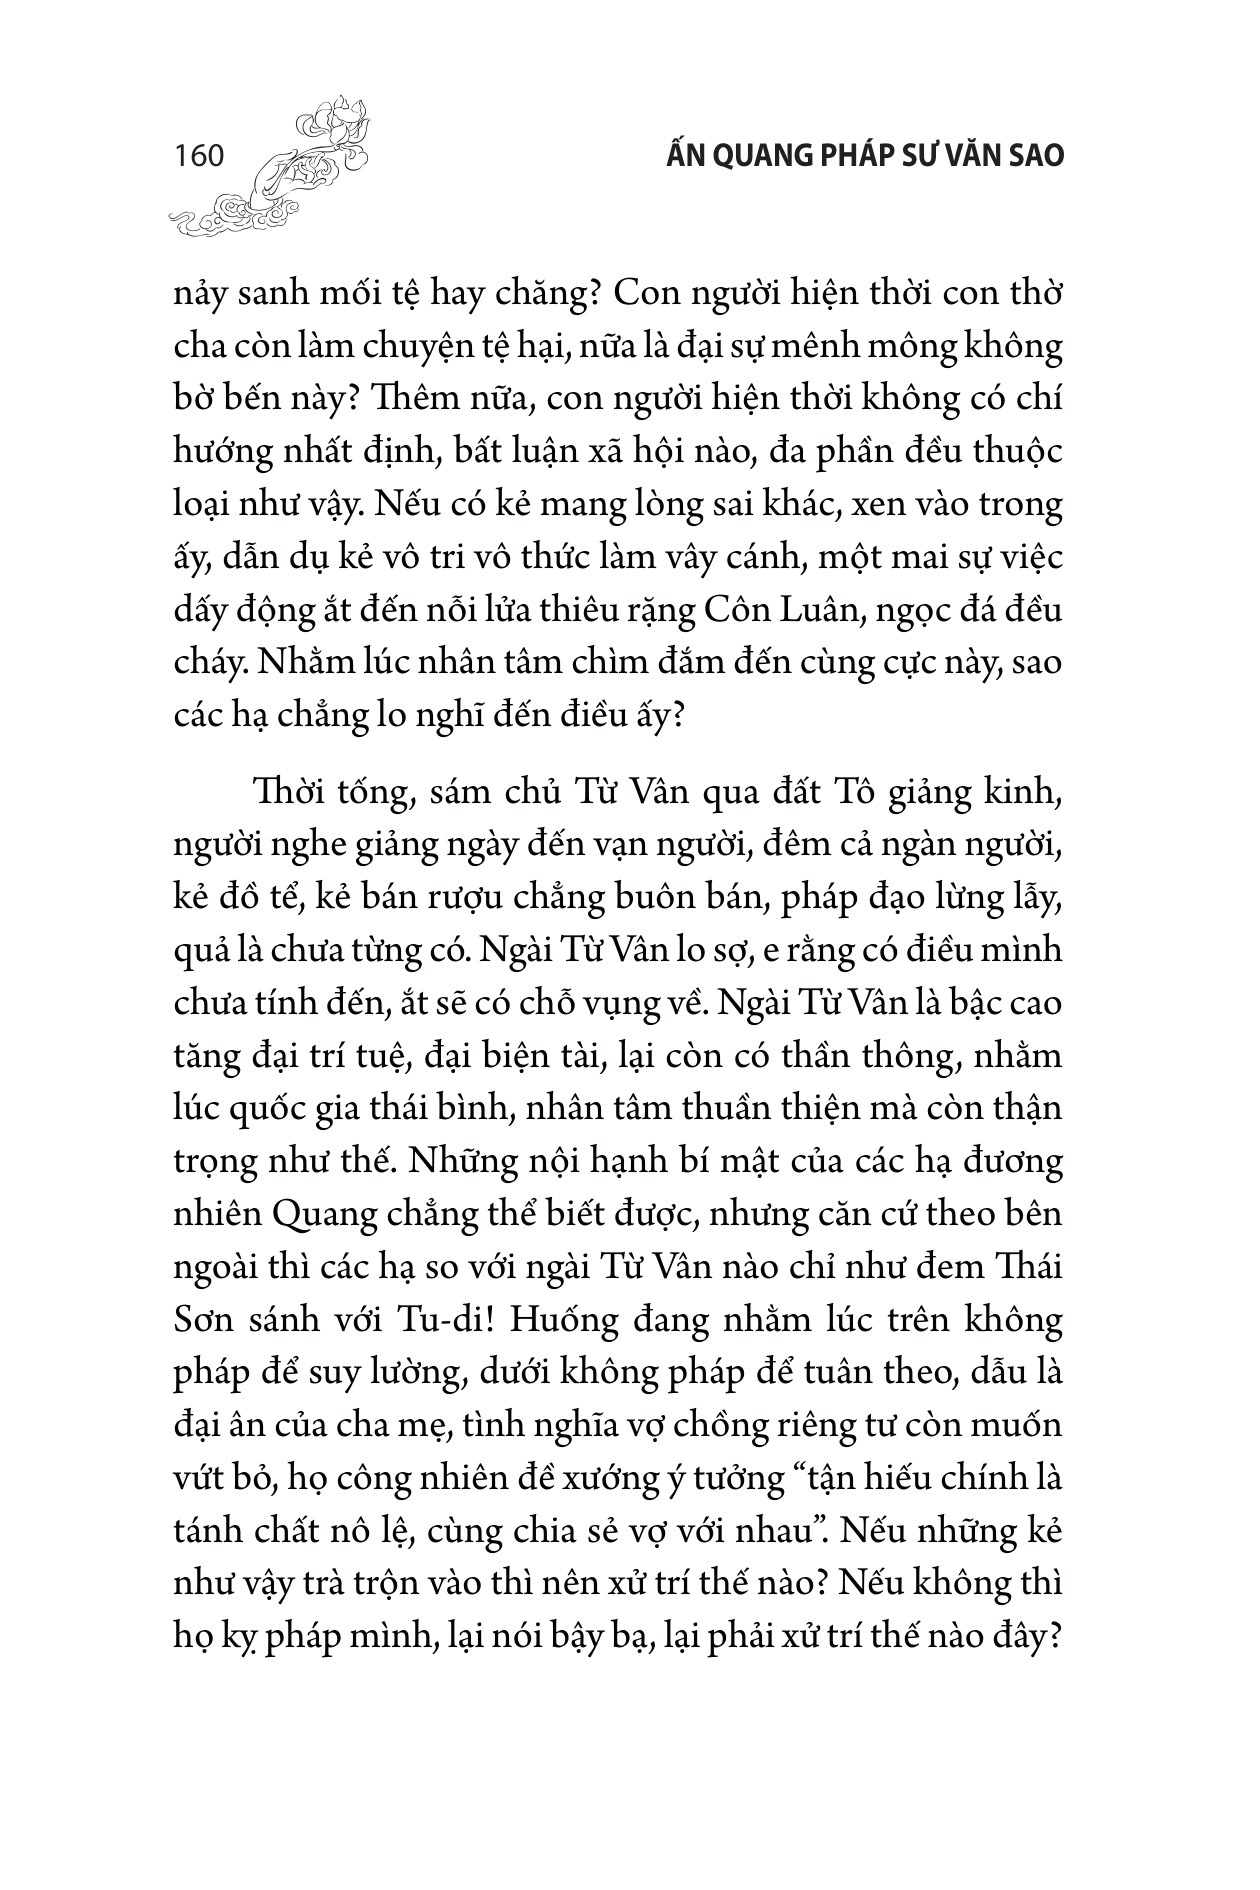 160
ẤN QUANG PHÁP SƯ VĂN SAO
nảy sanh mối tệ hay chăng? Con người hiện thời con thờ
cha còn làm chuyện tệ hại, nữa là đại sự mênh mông không
bờ bến này? Thêm nữa, con người hiện thời không có chí
hướng nhất định, bất luận xã hội nào, đa phần đều thuộc
loại như vậy. Nếu có kẻ mang lòng sai khác, xen vào trong
ấy, dẫn dụ kẻ vô tri vô thức làm vây cánh, một mai sự việc
dấy động ắt đến nỗi lửa thiêu rặng Côn Luân, ngọc đá đều
cháy. Nhằm lúc nhân tâm chìm đắm đến cùng cực này, sao
các hạ chẳng lo nghĩ đến điều ấy?
Thời tống, sám chủ Từ Vân qua đất Tô giảng kinh,
người nghe giảng ngày đến vạn người, đêm cả ngàn người,
kẻ đồ tể, kẻ bán rượu chẳng buôn bán, pháp đạo lừng lẫy,
quả là chưa từng có. Ngài Từ Vân lo sợ, e rằng có điều mình
chưa tính đến, ắt sẽ có chỗ vụng về. Ngài Từ Vân là bậc cao
tăng đại trí tuệ, đại biện tài, lại còn có thần thông, nhằm
lúc quốc gia thái bình, nhân tâm thuần thiện mà còn thận
trọng như thế. Những nội hạnh bí mật của các hạ đương
nhiên Quang chẳng thể biết được, nhưng căn cứ theo bên
ngoài thì các hạ so với ngài Từ Vân nào chỉ như đem Thái
Sơn sánh với Tu-di! Huống đang nhằm lúc trên không
pháp để suy lường, dưới không pháp để tuân theo, dẫu là
đại ân của cha mẹ, tình nghĩa vợ chồng riêng tư còn muốn
vứt bỏ, họ công nhiên đề xướng ý tưởng “tận hiếu chính là
tánh chất nô lệ, cùng chia sẻ vợ với nhau”. Nếu những kẻ
như vậy trà trộn vào thì nên xử trí thế nào? Nếu không thì
họ kỵ pháp mình, lại nói bậy bạ, lại phải xử trí thế nào đây?